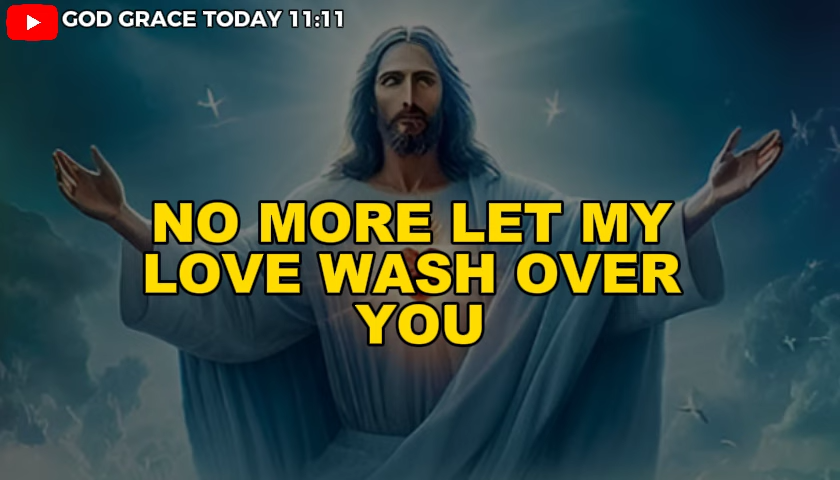 GOD GRACE TODAY 11:11
NO MORE LET MY
LOVE WASH OVER
YOU